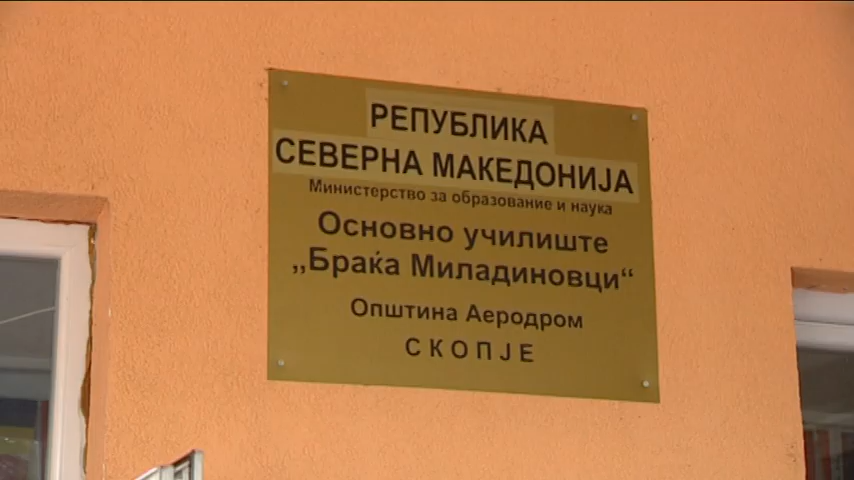 РЕПУБЛИКА
СЕВЕРНА МАКЕДОНИЈА
Министерство за образование и наука
Основно училиште
„Браќа Миладиновци“
Општина Аеродром
СКОПЈЕ